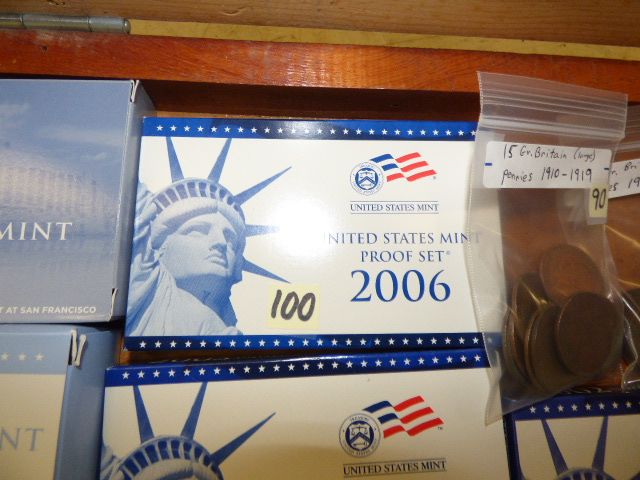 MINT
T AT SAN FRANCISCO
NT
UNITED STATES MINT
UNITED STATES MINT
PROOF SET
2006
100
15 Gr. Britain (large)
pennies 1910-1919
90
UNITED STATES MINT